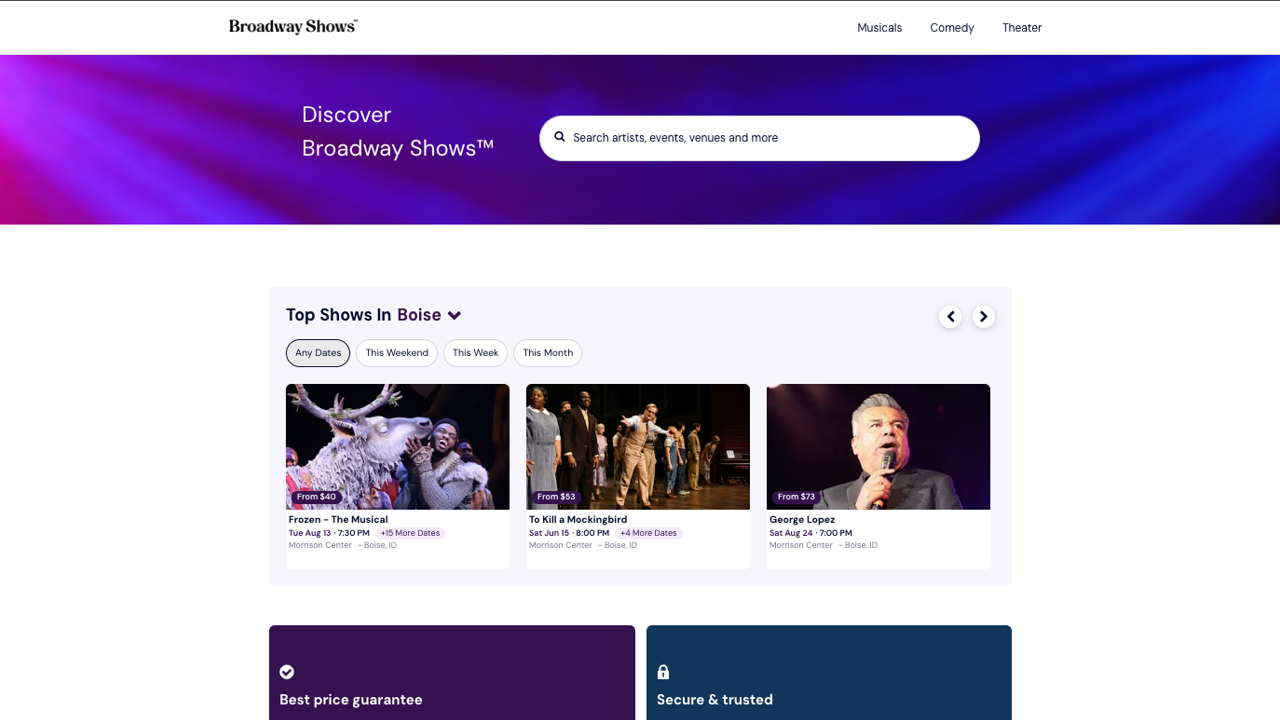 Broadway Shows™
Musicals
Comedy
Theater
Discover
Broadway Shows™
Search artists, events, venues and more
Top Shows In Boise
Any Dates
This Weekend
This Week
This Month
From $40
Frozen - The Musical
Tue Aug 13 · 7:30 PM +15 More Dates
Morrison Center - Boise, ID
From $53
To Kill a Mockingbird
Sat Jun 15 · 8:00 PM +4 More Dates
Morrison Center - Boise, ID
From $73
George Lopez
Sat Aug 24 · 7:00 PM
Morrison Center - Boise, ID
Best price guarantee
Secure & trusted